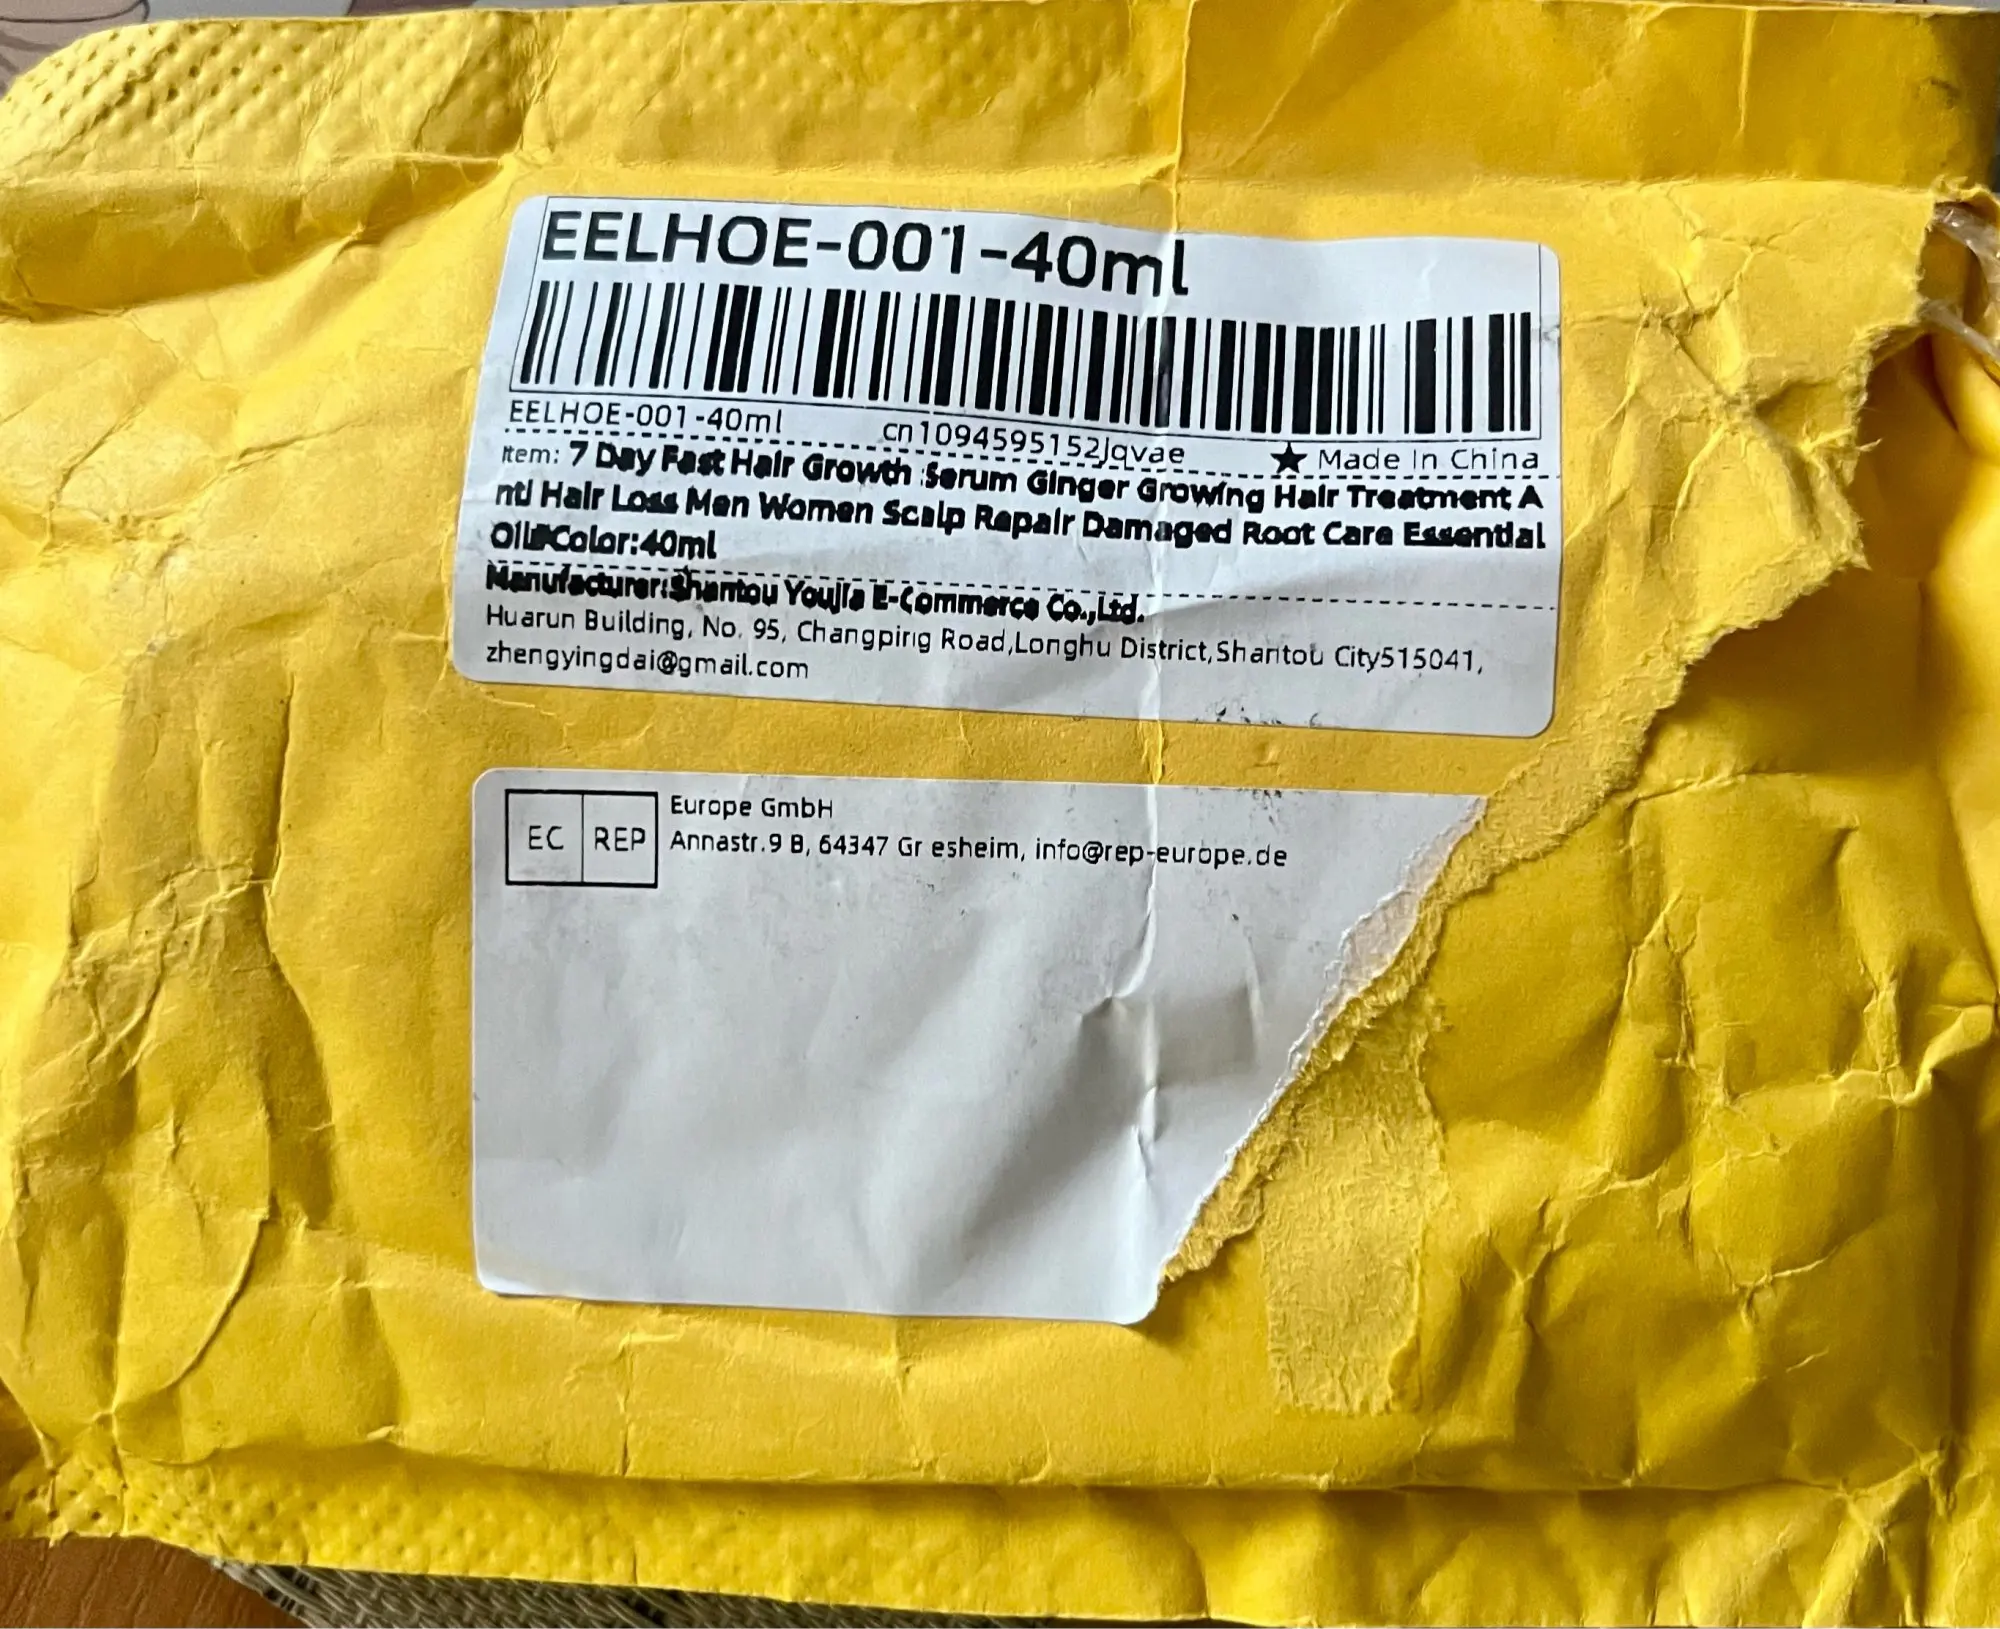 EELHOE-001-40ml
EELHOE-001-40ml cn1094595152Jqvae ★ Made In China
Item: 7 Day Fast Hair Growth Serum Ginger Growing Hair Treatment A
nti Hair Loss Men Women Scalp Repair Damaged Root Care Essential
Oil#Color:40ml
Manufacturer:Shantou Youjia E-Commerce Co.,Ltd.
Huarun Building, No. 95, Changping Road,Longhu District,Shantou City515041,
zhengyingdai@gmail.com
EC REP Europe GmbH
Annastr.9 B, 64347 Gr esheim, info@rep-europe.de